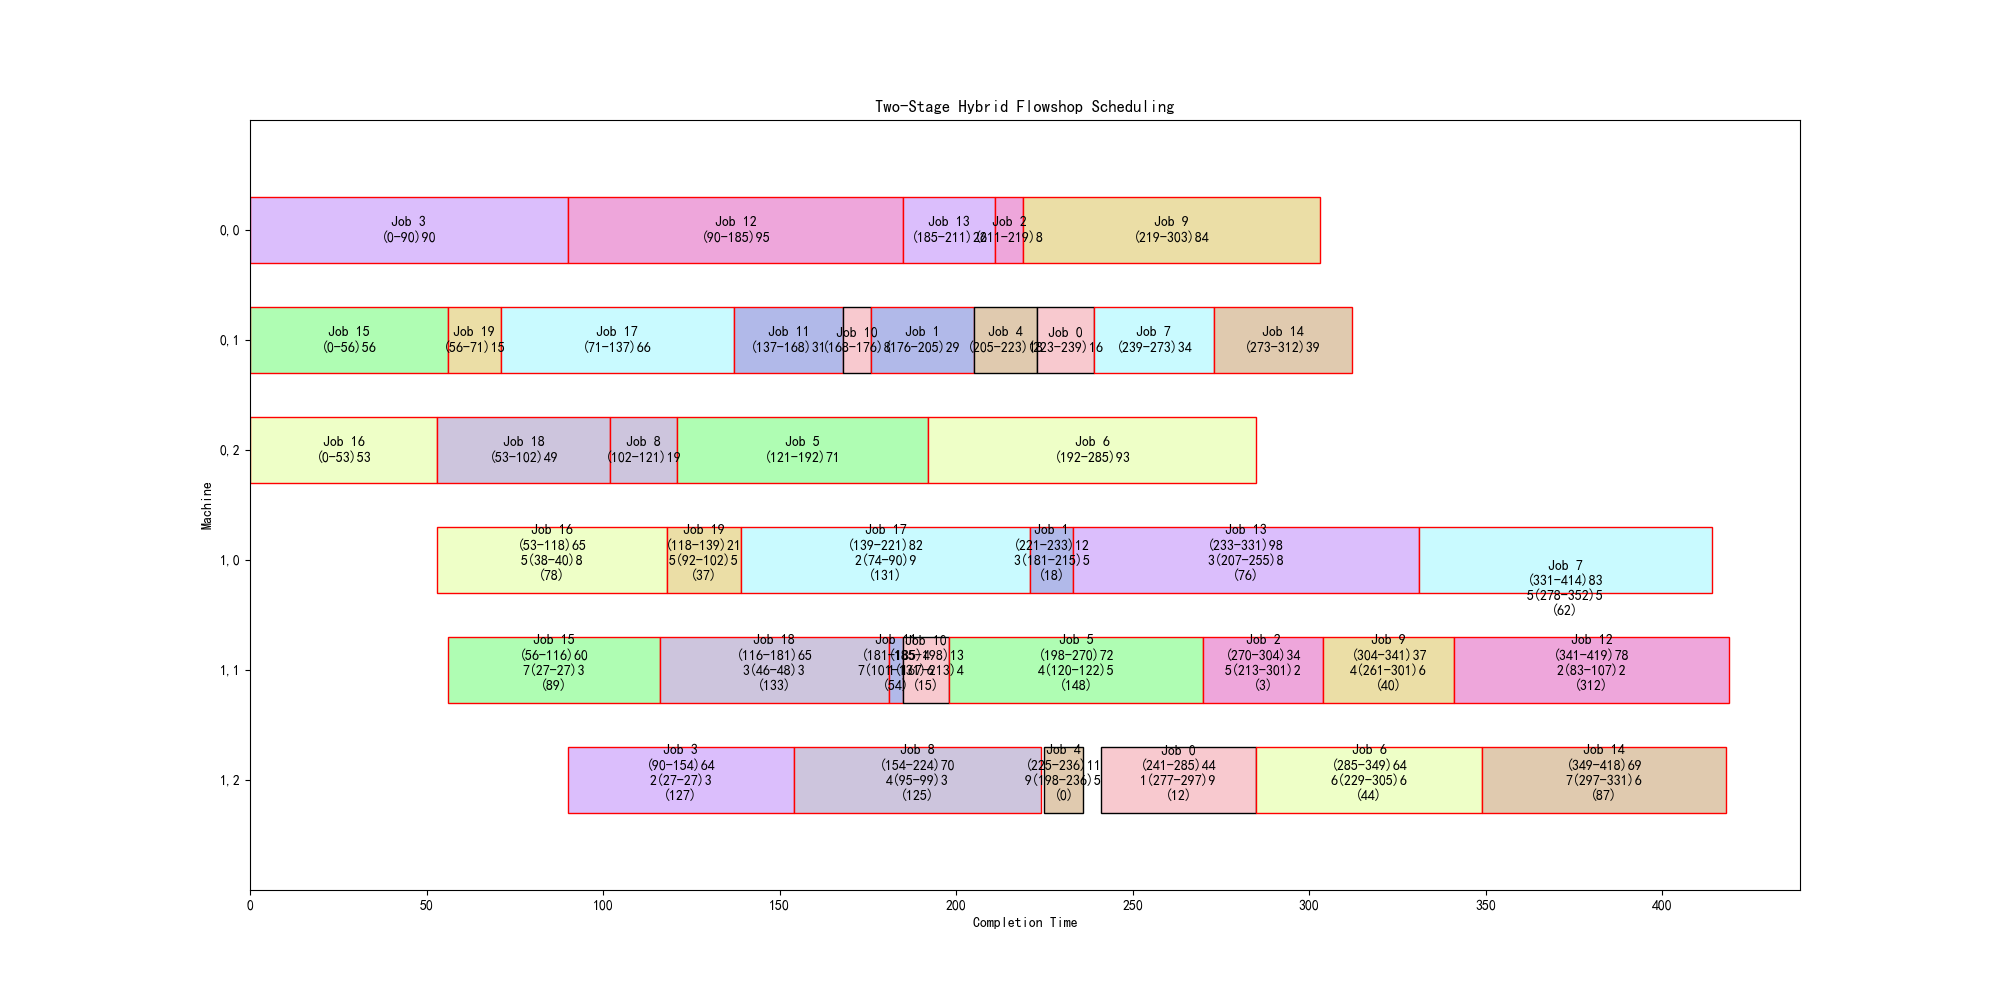 Two-Stage Hybrid Flowshop Scheduling
0,0
Job 3
(0-90)90
Job 12
(90-185)95
Job 13
(185-211)26
Job 2
(211-219)8
Job 9
(219-303)84
0,1
Job 15
(0-56)56
Job 19
(56-71)15
Job 17
(71-137)66
Job 11
(137-168)31
Job 10
(168-176)8
Job 1
(176-205)29
Job 4
(205-223)18
Job 0
(223-239)16
Job 7
(239-273)34
Job 14
(273-312)39
0,2
Job 16
(0-53)53
Job 18
(53-102)49
Job 8
(102-121)19
Job 5
(121-192)71
Job 6
(192-285)93
Machine
1,0
Job 16
(53-118)65
5(38-40)8
(78)
Job 19
(118-139)21
5(92-102)5
(37)
Job 17
(139-221)82
2(74-90)9
(131)
Job 1
(221-233)12
3(181-215)5
(18)
Job 13
(233-331)98
3(207-255)8
(76)
Job 7
(331-414)83
5(278-352)5
(62)
1,1
Job 15
(56-116)60
7(27-27)3
(89)
Job 18
(116-181)65
3(46-48)3
(133)
Job 11
(181-185)4
(54)
Job 10
(185-198)13
(15)
Job 5
(198-270)72
4(120-122)5
(148)
Job 2
(270-304)34
5(213-301)2
(3)
Job 9
(304-341)37
4(261-301)6
(40)
Job 12
(341-419)78
2(83-107)2
(312)
1,2
Job 3
(90-154)64
2(27-27)3
(127)
Job 8
(154-224)70
4(95-99)3
(125)
Job 4
(225-236)11
9(198-236)5
(0)
Job 0
(241-285)44
1(277-297)9
(12)
Job 6
(285-349)64
6(229-305)6
(44)
Job 14
(349-418)69
7(297-331)6
(87)
0 50 100 150 200 250 300 350 400
Completion Time